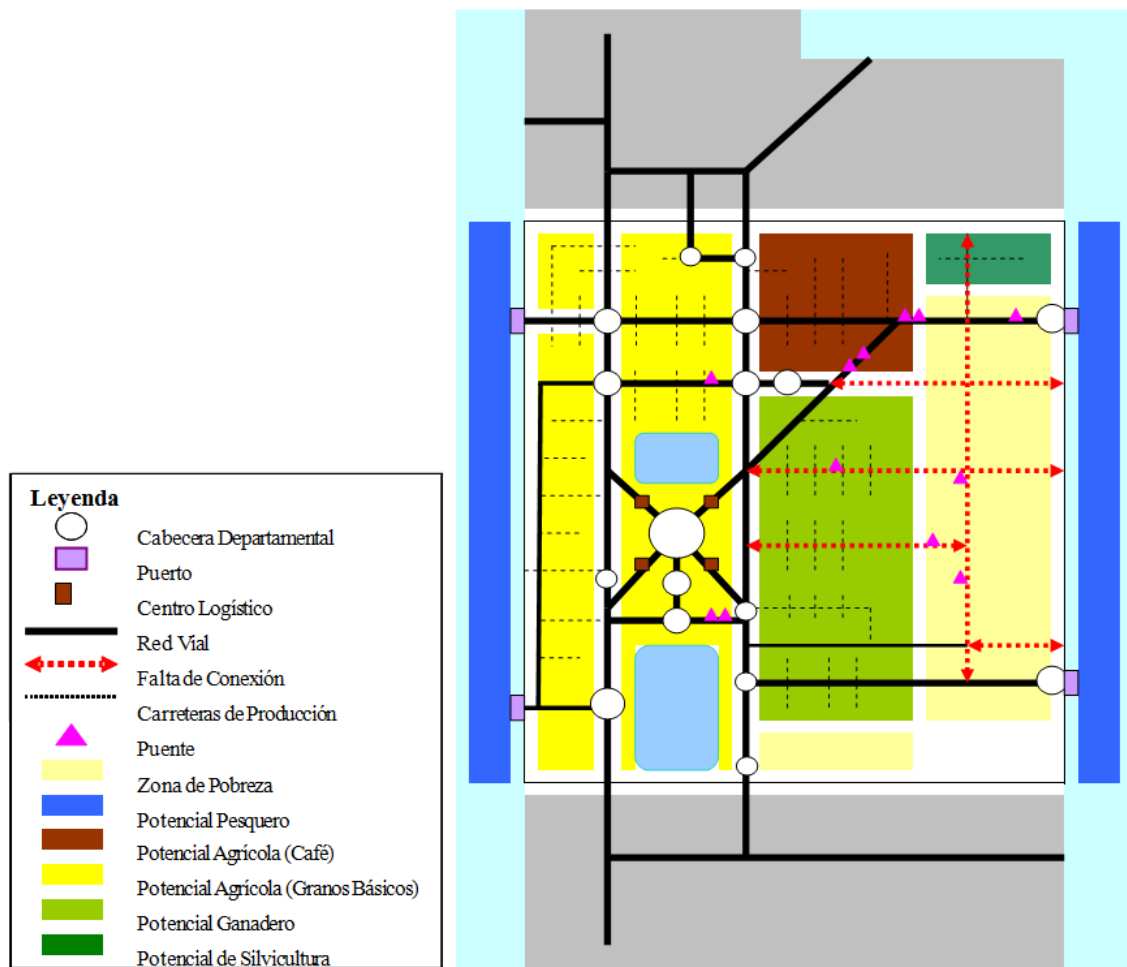 Leyenda
Cabecera Departamental
Puerto
Centro Logístico
Red Vial
Falta de Conexión
Carreteras de Producción
Puente
Zona de Pobreza
Potencial Pesquero
Potencial Agrícola (Café)
Potencial Agrícola (Granos Básicos)
Potencial Ganadero
Potencial de Silvicultura